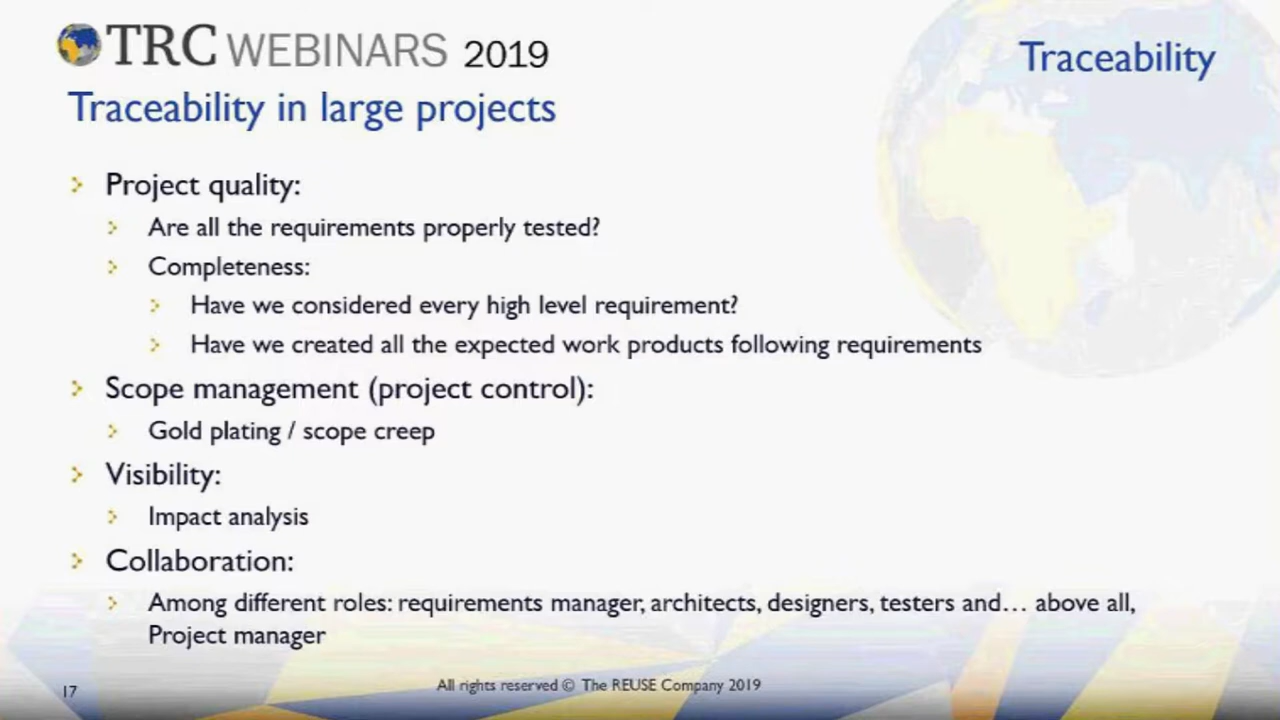 TRC WEBINARS 2019
Traceability
Traceability in large projects
Project quality:
Are all the requirements properly tested?
Completeness:
Have we considered every high level requirement?
Have we created all the expected work products following requirements
Scope management (project control):
Gold plating / scope creep
Visibility:
Impact analysis
Collaboration:
Among different roles: requirements manager, architects, designers, testers and… above all,
Project manager
17
All rights reserved © The REUSE Company 2019